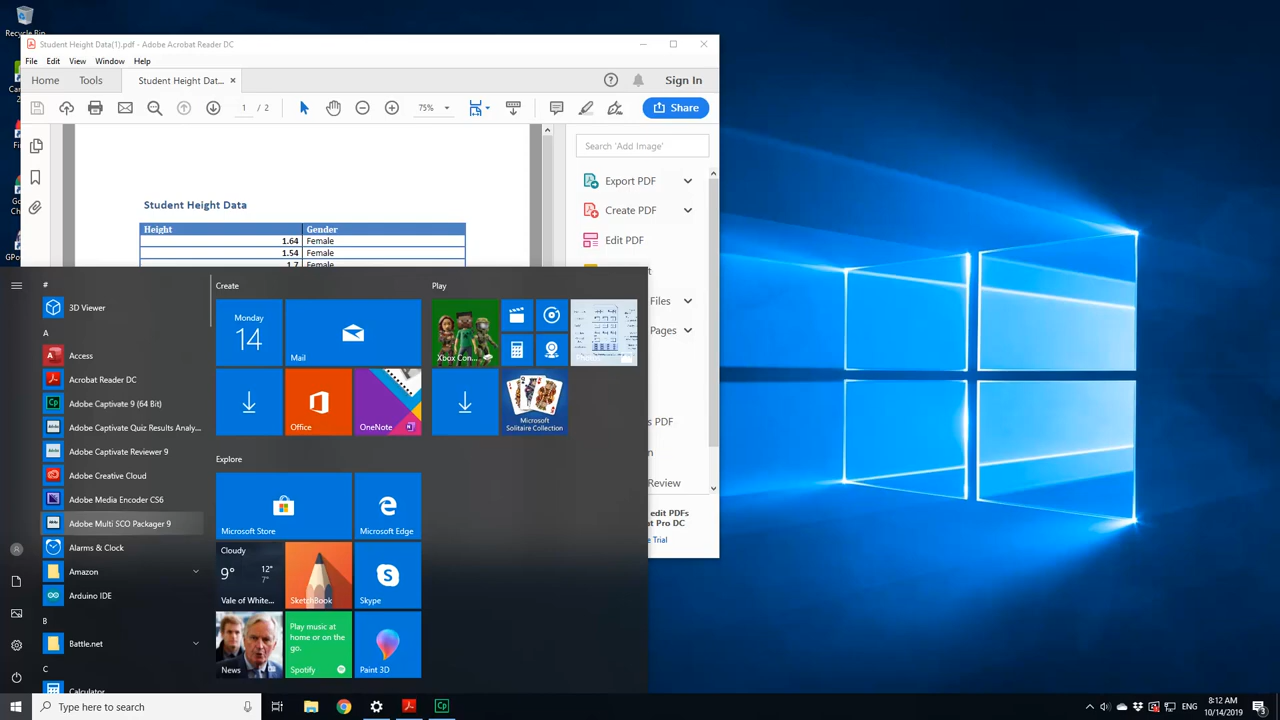 Recycle Bin
Student Height Data(1).pdf - Adobe Acrobat Reader DC
File Edit View Window Help
Home Tools Student Height Dat... × Sign In
1 / 2 75% Share
Search 'Add Image'
Student Height Data
Height Gender
1.64 Female
1.54 Female
1.7 Female
Export PDF
Create PDF
Edit PDF
Files
Pages
s PDF
Review
edit PDFs
at Pro DC
e Trial
#
3D Viewer
A
Access
Acrobat Reader DC
Adobe Captivate 9 (64 Bit)
Adobe Captivate Quiz Results Analy...
Adobe Captivate Reviewer 9
Adobe Creative Cloud
Adobe Media Encoder CS6
Adobe Multi SCO Packager 9
Alarms & Clock
Amazon
Arduino IDE
B
Battle.net
C
Calculator
Create
Monday
14
Mail
Office
OneNote
Play
Xbox Con...
Microsoft
Solitaire Collection
Explore
Microsoft Store
Microsoft Edge
Cloudy
9° 12°
7°
Vale of White...
SketchBook
Skype
News
Play music at
home or on the
go.
Spotify
Paint 3D
Type here to search
8:12 AM
10/14/2019